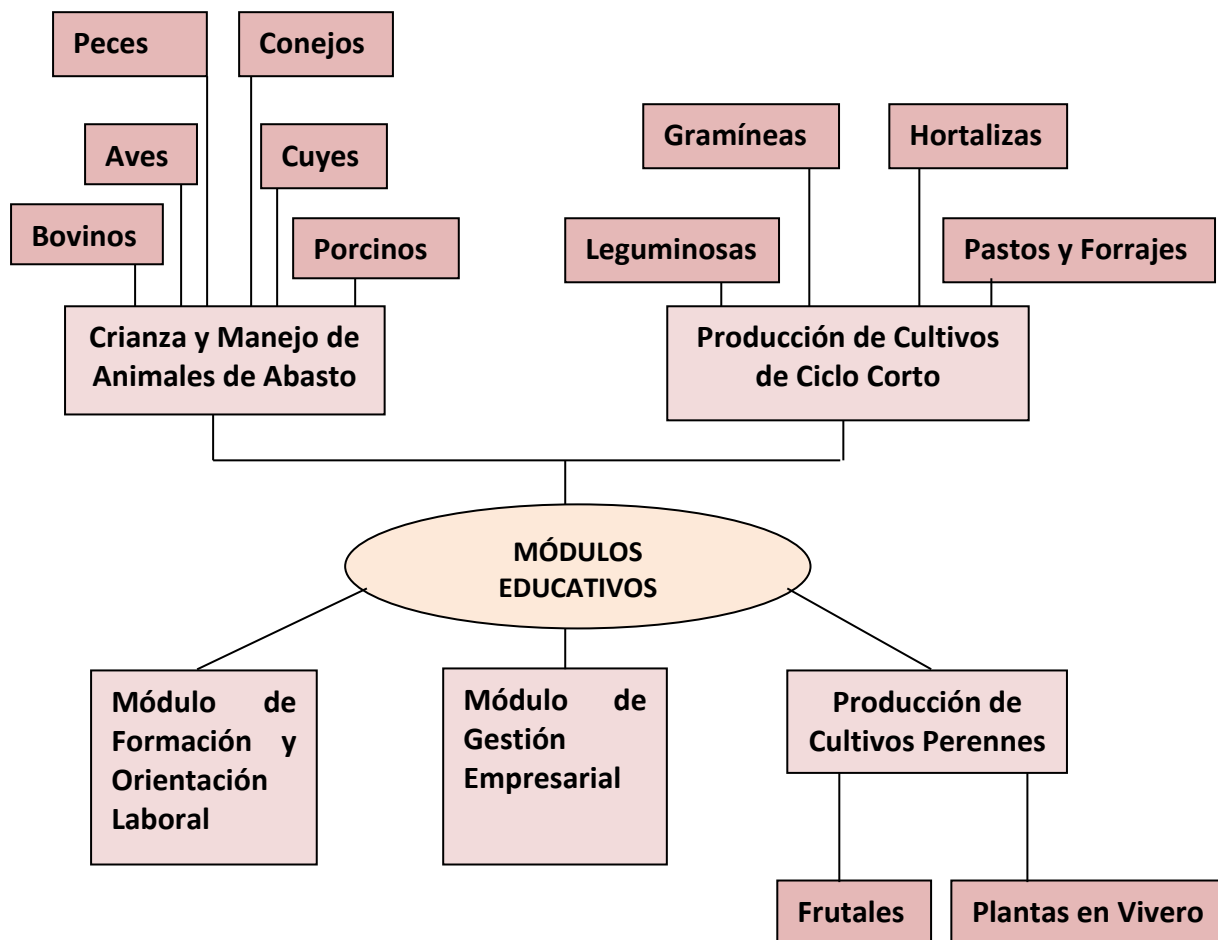 Peces
Conejos
Gramíneas
Hortalizas
Aves
Cuyes
Bovinos
Porcinos
Leguminosas
Pastos y Forrajes
Crianza y Manejo de
Animales de Abasto
Producción de Cultivos
de Ciclo Corto
MÓDULOS
EDUCATIVOS
Módulo de
Formación y
Orientación
Laboral
Módulo de
Gestión
Empresarial
Producción de
Cultivos Perennes
Frutales
Plantas en Vivero